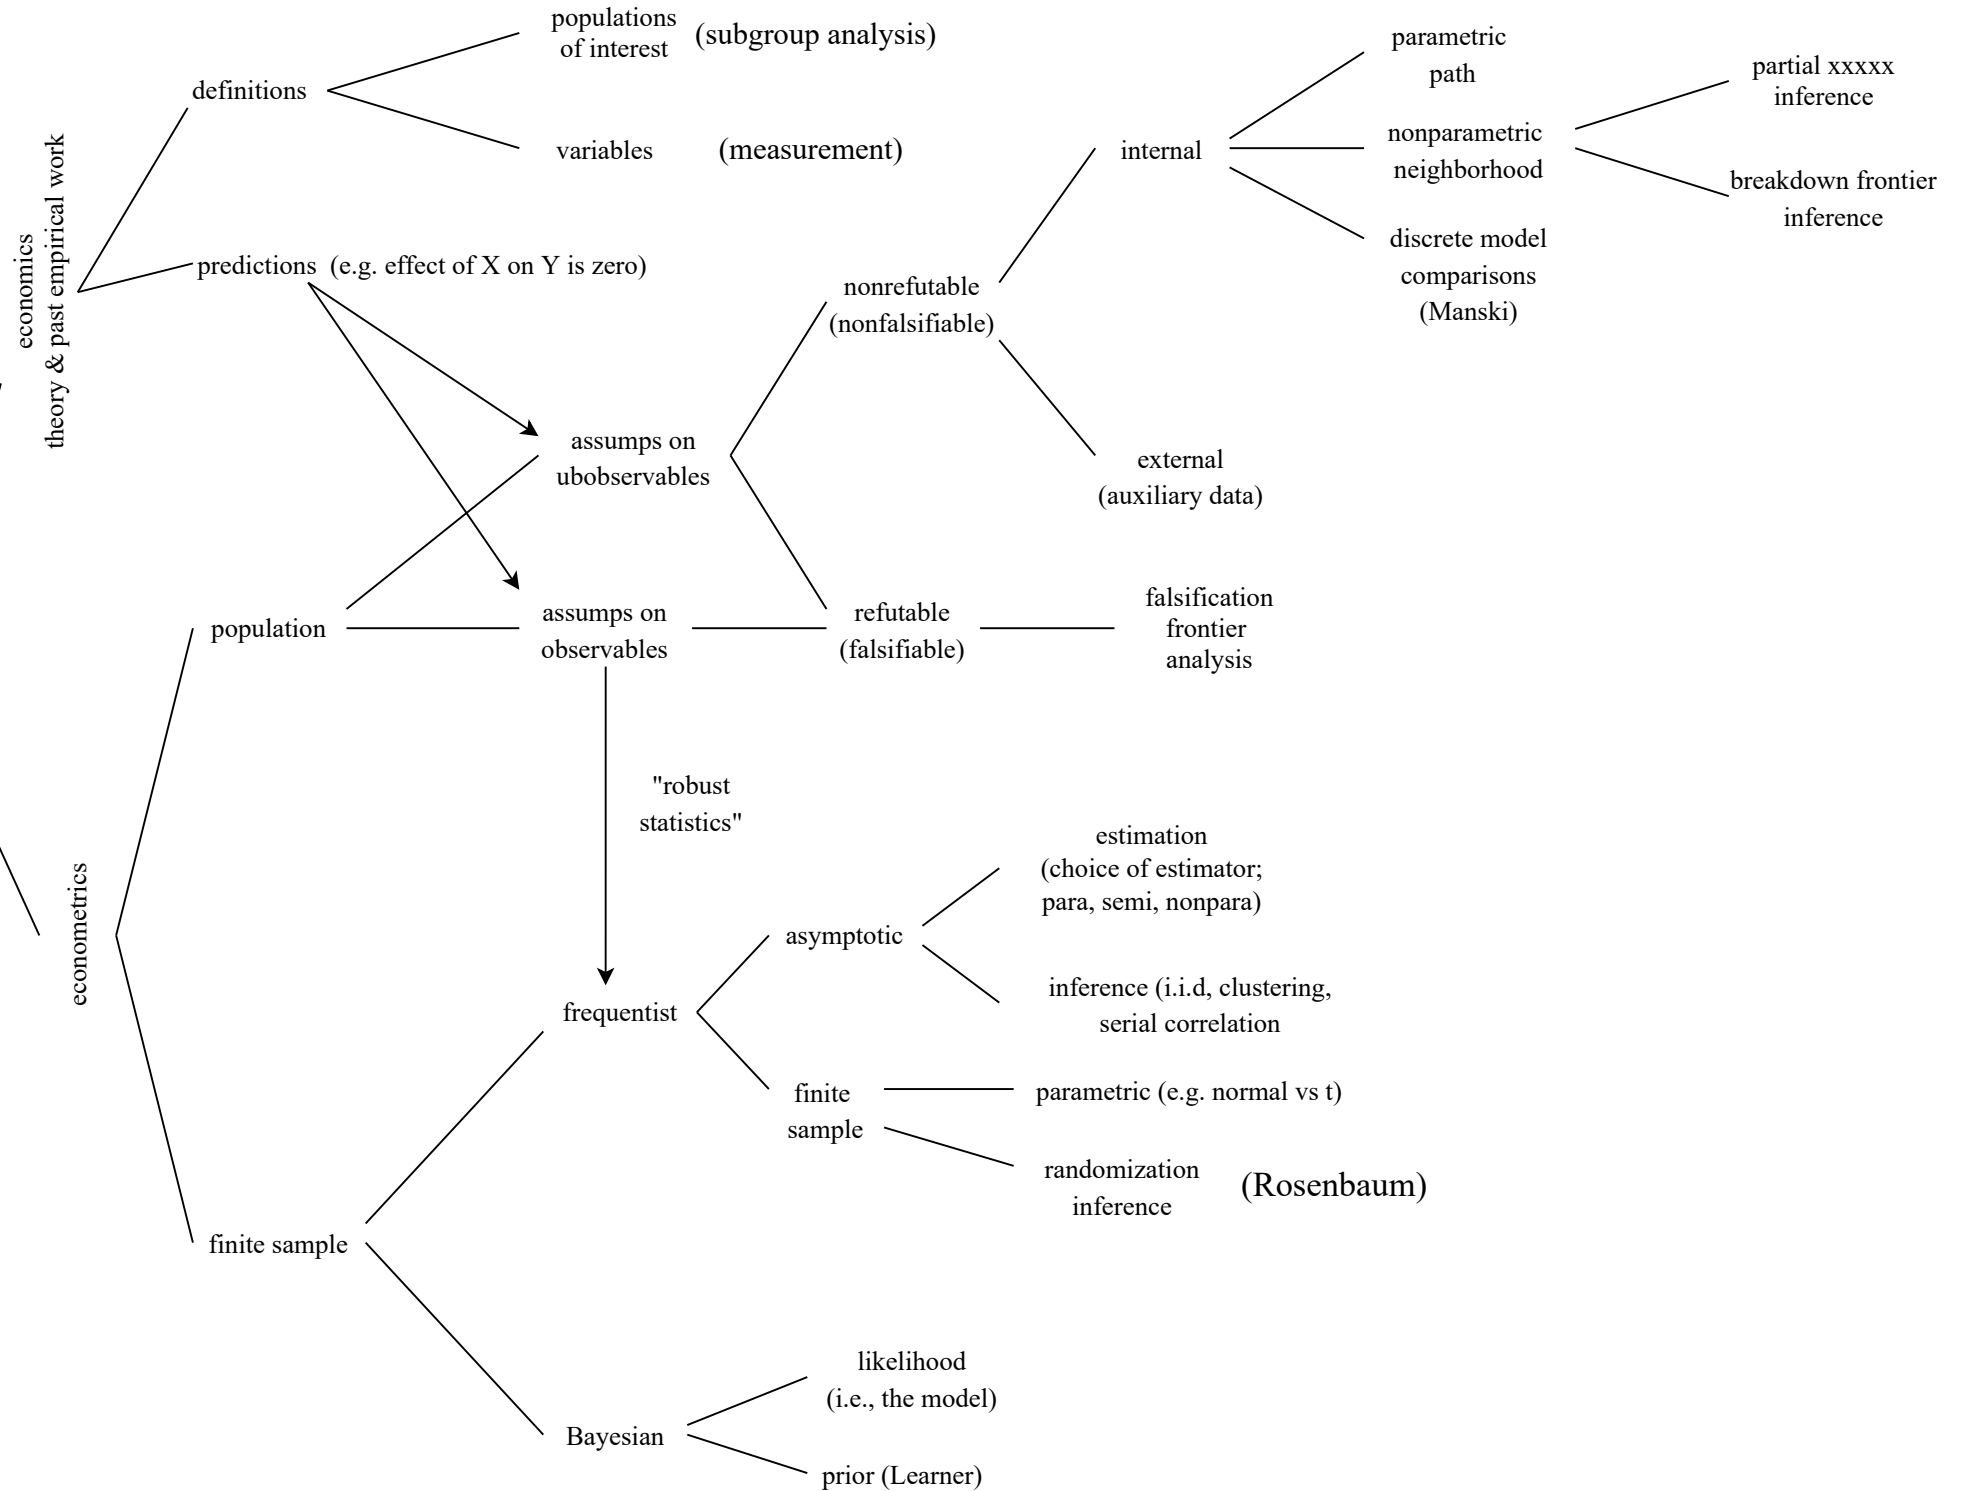 economics
theory & past empirical work
definitions
populations
of interest
(subgroup analysis)
variables
(measurement)
predictions (e.g. effect of X on Y is zero)
assumps on
ubobservables
nonrefutable
(nonfalsifiable)
internal
parametric
path
nonparametric
neighborhood
partial xxxxx
inference
breakdown frontier
inference
discrete model
comparisons
(Manski)
external
(auxiliary data)
econometrics
population
assumps on
observables
refutable
(falsifiable)
falsification
frontier
analysis
"robust
statistics"
finite sample
frequentist
asymptotic
estimation
(choice of estimator;
para, semi, nonpara)
inference (i.i.d, clustering,
serial correlation
finite
sample
parametric (e.g. normal vs t)
randomization
inference
(Rosenbaum)
Bayesian
likelihood
(i.e., the model)
prior (Learner)